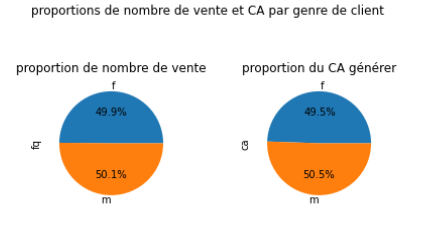 proportions de nombre de vente et CA par genre de client
proportion de nombre de vente
f
49.9%
fq
50.1%
m
proportion du CA générer
f
49.5%
ca
50.5%
m